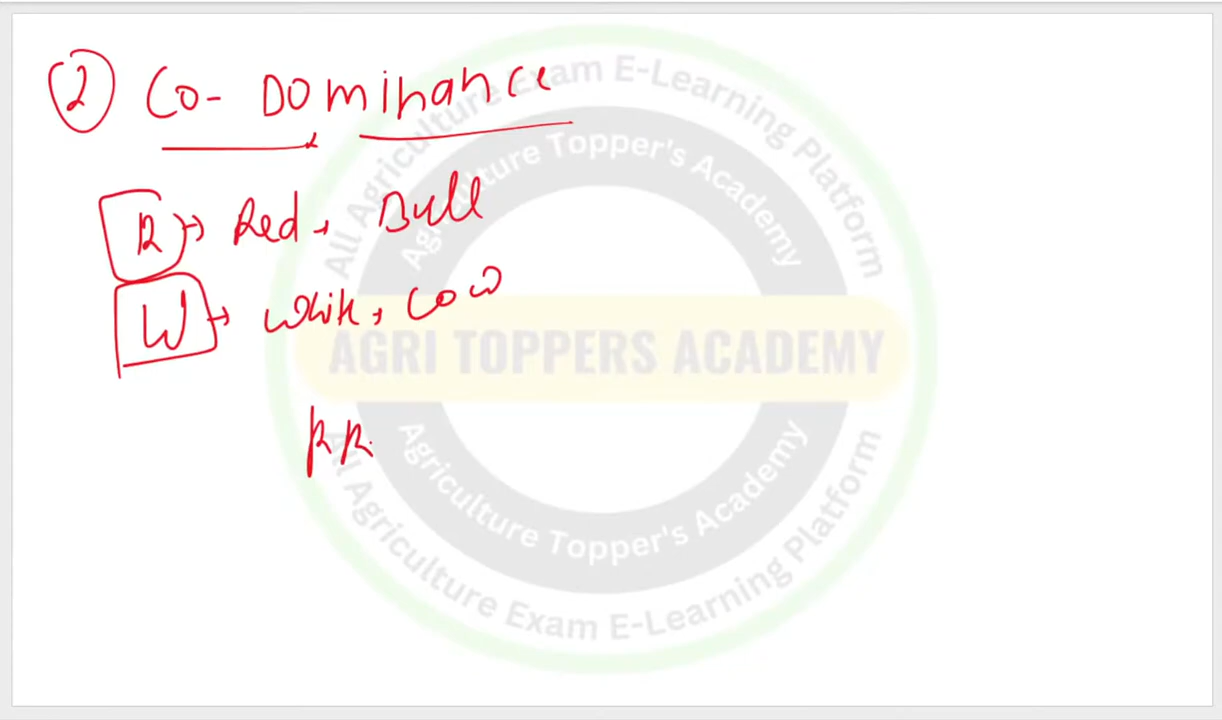 2 Co-Dominance
R → Red, Bull
W → White, Cow
RR
All Agriculture Exam E-Learning Platform
Agriculture Topper's Academy
AGRI TOPPERS ACADEMY
Agriculture Topper's Academy
All Agriculture Exam E-Learning Platform